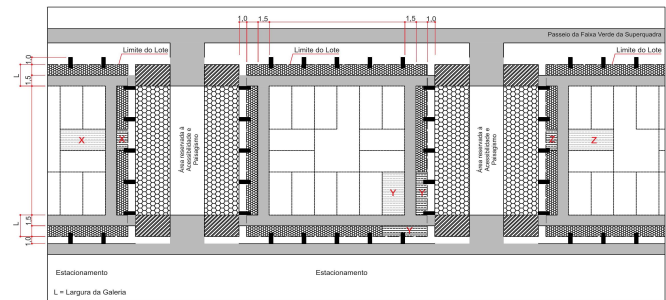 1,0
1,5
1,5
1,0
Passeio da Faixa Verde da Superquadra
Limite do Lote
Limite do Lote
Limite do Lote
1,0
L
1,5
X
X
Área reservada à
Acessibilidade e
Paisagismo
Área reservada à
Acessibilidade e
Paisagismo
Z
Z
Y
Y
Y
L
1,5
1,0
Estacionamento
Estacionamento
L = Largura da Galeria